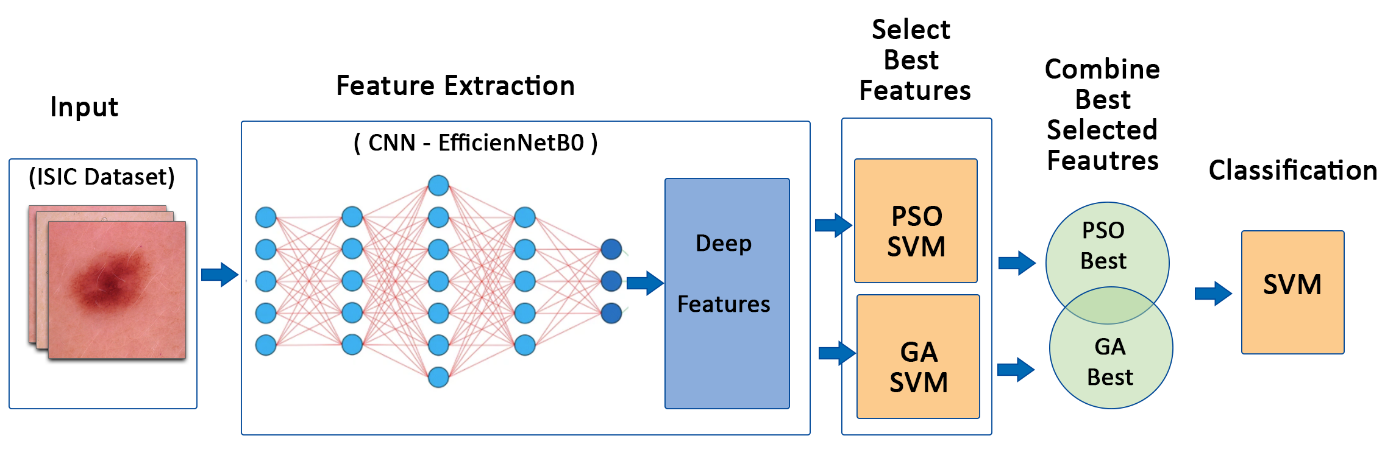 Input
(ISIC Dataset)
Feature Extraction
( CNN - EfficienNetB0 )
Deep
Features
Select
Best
Features
PSO
SVM
GA
SVM
Combine
Best
Selected
Feautres
PSO
Best
GA
Best
Classification
SVM